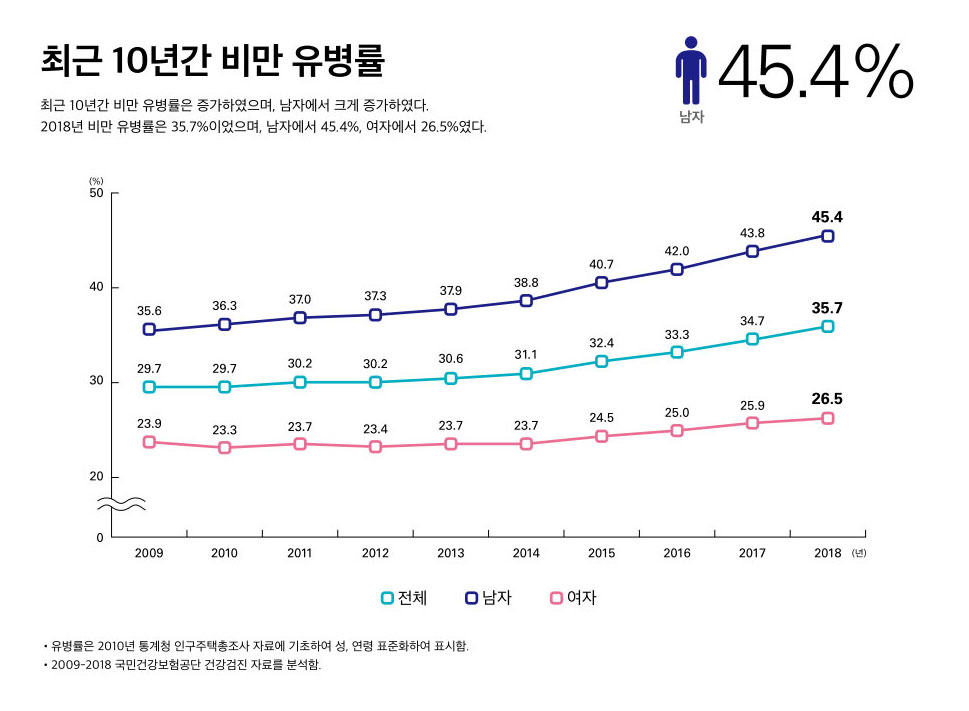 최근 10년간 비만 유병률
최근 10년간 비만 유병률은 증가하였으며, 남자에서 크게 증가하였다.
2018년 비만 유병률은 35.7%이었으며, 남자에서 45.4%, 여자에서 26.5%였다.
45.4%
남자
(%)
50
40
30
20
0
35.6 36.3 37.0 37.3 37.9 38.8 40.7 42.0 43.8 45.4
29.7 29.7 30.2 30.2 30.6 31.1 32.4 33.3 34.7 35.7
23.9 23.3 23.7 23.4 23.7 23.7 24.5 25.0 25.9 26.5
2009 2010 2011 2012 2013 2014 2015 2016 2017 2018 (년)
전체 남자 여자
• 유병률은 2010년 통계청 인구주택총조사 자료에 기초하여 성, 연령 표준화하여 표시함.
• 2009-2018 국민건강보험공단 건강검진 자료를 분석함.